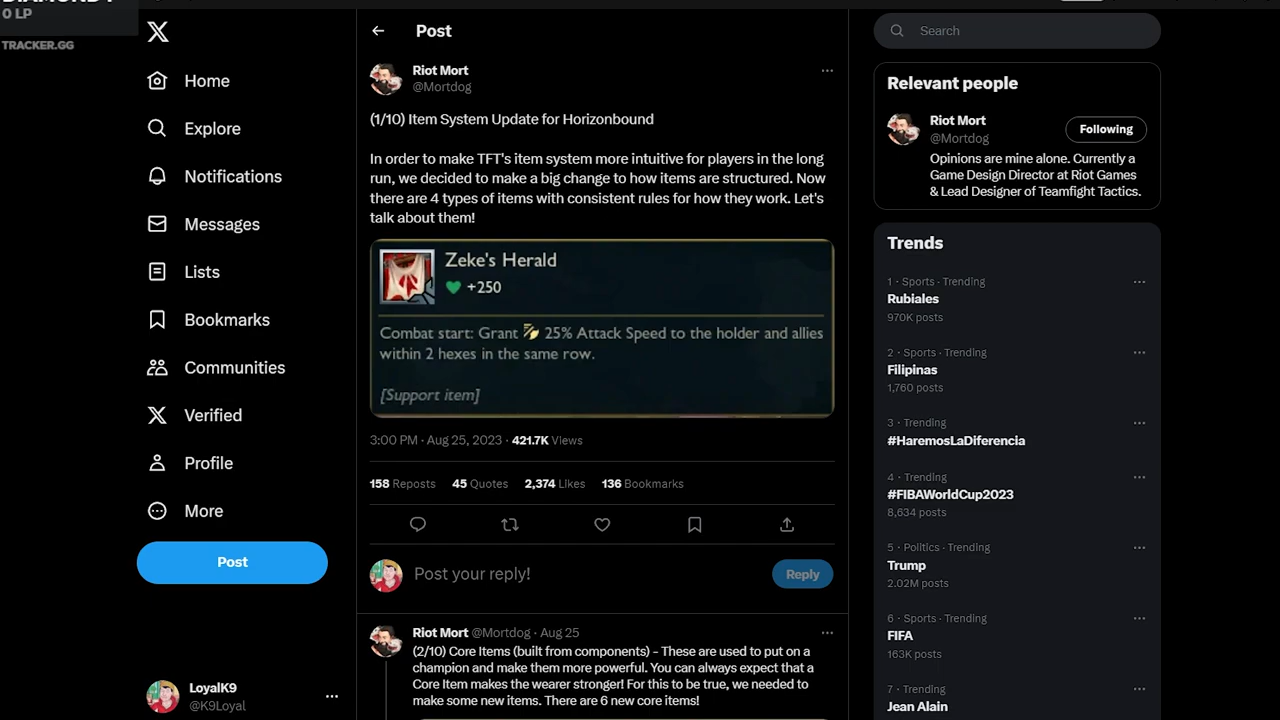 0 LP
TRACKER.GG
Home
Explore
Notifications
Messages
Lists
Bookmarks
Communities
Verified
Profile
More
Post
LoyalK9
@K9Loyal
Post
Riot Mort
@Mortdog
(1/10) Item System Update for Horizonbound
In order to make TFT's item system more intuitive for players in the long
run, we decided to make a big change to how items are structured. Now
there are 4 types of items with consistent rules for how they work. Let's
talk about them!
Zeke's Herald
+250
Combat start: Grant 25% Attack Speed to the holder and allies
within 2 hexes in the same row.
[Support item]
3:00 PM · Aug 25, 2023 · 421.7K Views
158 Reposts 45 Quotes 2,374 Likes 136 Bookmarks
Post your reply!
Reply
Riot Mort @Mortdog · Aug 25
(2/10) Core Items (built from components) - These are used to put on a
champion and make them more powerful. You can always expect that a
Core Item makes the wearer stronger! For this to be true, we needed to
make some new items. There are 6 new core items!
Search
Relevant people
Riot Mort
@Mortdog
Following
Opinions are mine alone. Currently a
Game Design Director at Riot Games
& Lead Designer of Teamfight Tactics.
Trends
1 · Sports · Trending
Rubiales
970K posts
2 · Sports · Trending
Filipinas
1,760 posts
3 · Trending
#HaremosLaDiferencia
4 · Trending
#FIBAWorldCup2023
8,634 posts
5 · Politics · Trending
Trump
2.02M posts
6 · Sports · Trending
FIFA
163K posts
7 · Trending
Jean Alain